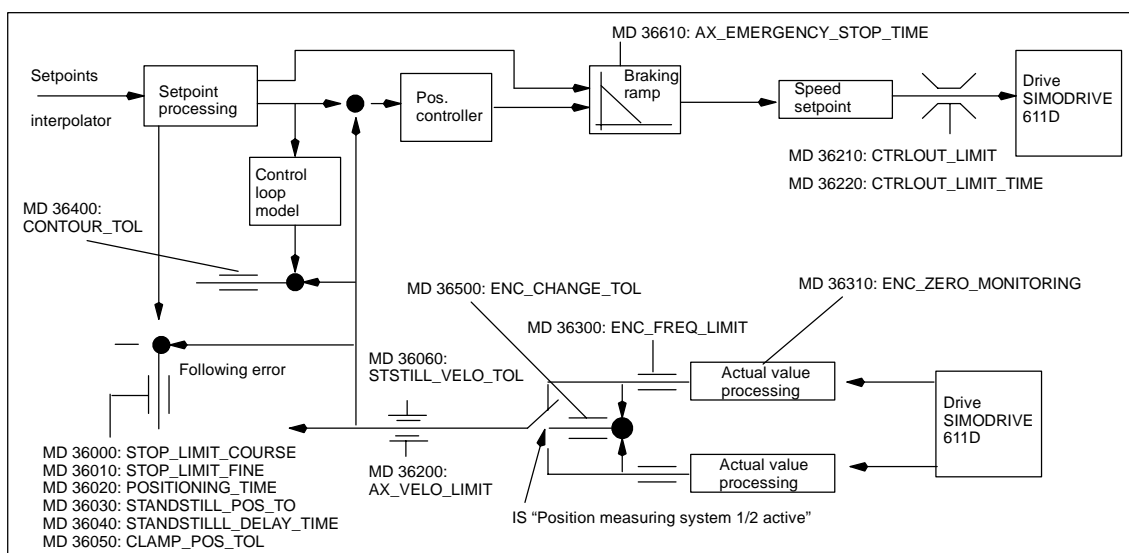 MD 36610: AX_EMERGENCY_STOP_TIME
Setpoints
interpolator
Setpoint
processing
Pos.
controller
Braking
ramp
Speed
setpoint
Drive
SIMODRIVE
611D
MD 36210: CTRLOUT_LIMIT
MD 36220: CTRLOUT_LIMIT_TIME
Control
loop
model
MD 36400:
CONTOUR_TOL
MD 36500: ENC_CHANGE_TOL
MD 36310: ENC_ZERO_MONITORING
MD 36300: ENC_FREQ_LIMIT
Following error
MD 36060:
STSTILL_VELO_TOL
Actual value
processing
Drive
SIMODRIVE
611D
Actual value
processing
MD 36200:
AX_VELO_LIMIT
IS “Position measuring system 1/2 active”
MD 36000: STOP_LIMIT_COURSE
MD 36010: STOP_LIMIT_FINE
MD 36020: POSITIONING_TIME
MD 36030: STANDSTILL_POS_TO
MD 36040: STANDSTILLL_DELAY_TIME
MD 36050: CLAMP_POS_TOL